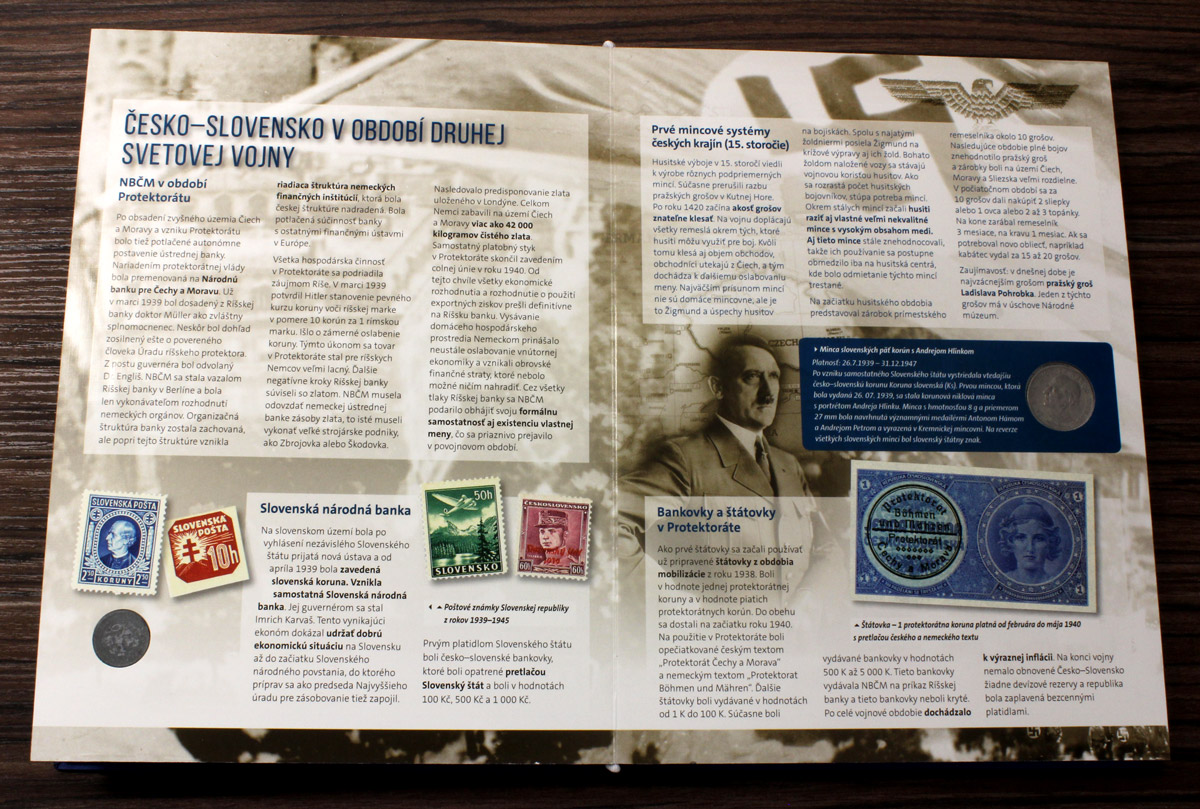 ČESKO–SLOVENSKO V OBDOBÍ DRUHEJ
SVETOVEJ VOJNY
NBČM v období
Protektorátu
Po obsadení zvyšného územia Čiech
a Moravy a vzniku Protektorátu
bolo tiež potlačené autonómne
postavenie ústrednej banky.
Nariadením protektorátnej vlády
bola premenovaná na Národnú
banku pre Čechy a Moravu. Už
v marci 1939 bol dosadený z Ríšskej
banky doktor Müller ako zvláštny
splnomocnenec. Neskôr bol dohľad
zosilnený ešte o povereného
človeka Úradu ríšskeho protektora.
Z postu guvernéra bol odvolaný
Dr. Engliš. NBČM sa stala vazalom
Ríšskej banky v Berlíne a bola
len vykonávateľom rozhodnutí
nemeckých orgánov. Organizačná
štruktúra banky zostala zachovaná,
ale popri tejto štruktúre vznikla
riadiaca štruktúra nemeckých
finančných inštitúcií, ktorá bola
českej štruktúre nadradená. Bola
potlačená súčinnosť banky
s ostatnými finančnými ústavmi
v Európe.
Všetka hospodárska činnosť
v Protektoráte sa podriadila
záujmom Ríše. V marci 1939
potvrdil Hitler stanovenie pevného
kurzu koruny voči ríšskej marke
v pomere 10 korún za 1 rímskou
marku. Išlo o zámerné oslabenie
koruny. Týmto úkonom sa tovar
v Protektoráte stal pre ríšskych
Nemcov veľmi lacný. Ďalšie
negatívne kroky Ríšskej banky
súviseli so zlatom. NBČM musela
odovzdať nemeckej ústrednej
banke zásoby zlata, to isté museli
vykonať veľké strojárske podniky,
ako Zbrojovka alebo Škodovka.
Nasledovalo predisponovanie zlata
uloženého v Londýne. Celkom
Nemci zabavili na území Čiech
a Moravy viac ako 42 000
kilogramov čistého zlata.
Samostatný platobný styk
v Protektoráte skončil zavedením
colnej únie v roku 1940. Od
tejto chvíle všetky ekonomické
rozhodnutia a rozhodnutie o použití
exportných ziskov prešli definitívne
na Ríšsku banku. Vysávanie
domáceho hospodárskeho
prostredia Nemeckom prinášalo
neustále oslabovanie vnútornej
ekonomiky a vznikali obrovské
finančné straty, ktoré nebolo
možné ničím nahradiť. Cez všetky
tlaky Ríšskej banky sa NBČM
podarilo obhájiť svoju formálnu
samostatnosť aj existenciu vlastnej
meny, čo sa priaznivo prejavilo
v povojnovom období.
SLOVENSKÁ POŠTA
2'50 KORUNY 2'50
SLOVENSKÁ
POŠTA
10h
Slovenská národná banka
Na slovenskom území bola po
vyhlásení nezávislého Slovenského
štátu prijatá nová ústava a od
apríla 1939 bola zavedená
slovenská koruna. Vznikla
samostatná Slovenská národná
banka. Jej guvernérom sa stal
Imrich Karvaš. Tento vynikajúci
ekonóm dokázal udržať dobrú
ekonomickú situáciu na Slovensku
až do začiatku Slovenského
národného povstania, do ktorého
príprav sa ako predseda Najvyššieho
úradu pre zásobovanie tiež zapojil.
50h
SLOVENSKO
ČESKOSLOVENSKO
60h 60h
Poštové známky Slovenskej republiky
z rokov 1939–1945
Prvým platidlom Slovenského štátu
boli česko–slovenské bankovky,
ktoré boli opatrené pretlačou
Slovenský štát a boli v hodnotách
100 Kč, 500 Kč a 1 000 Kč.
Prvé mincové systémy
českých krajín (15. storočie)
Husitské výboje v 15. storočí viedli
k výrobe rôznych podpriemerných
mincí. Súčasne prerušili razbu
pražských grošov v Kutnej Hore.
Po roku 1420 začína akosť grošov
znateľne klesať. Na vojnu doplácajú
všetky remeslá okrem tých, ktoré
husiti môžu využiť pre boj. Kvôli
tomu klesá aj objem obchodov,
obchodníci utekajú z Čiech, a tým
dochádza k ďalšiemu oslabovaniu
meny. Najväčším prísunom mincí
nie sú domáce mincovne, ale je
to Žigmund a úspechy husitov
na bojiskách. Spolu s najatými
žoldniermi posiela Žigmund na
krížové výpravy aj ich žold. Bohato
žoldom naložené vozy sa stávajú
vojnovou korisťou husitov. Ako
sa rozrastá počet husitských
bojovníkov, stúpa potreba mincí.
Okrem stálych mincí začali husiti
raziť aj vlastné veľmi nekvalitné
mince s vysokým obsahom medi.
Aj tieto mince stále znehodnocovali,
takže ich používanie sa postupne
obmedzilo iba na husitská centrá,
kde bolo odmietanie týchto mincí
trestané.
Na začiatku husitského obdobia
predstavoval zárobok prímestského
remeselníka okolo 10 grošov.
Nasledujúce obdobie plné bojov
znehodnotilo pražský groš
a zárobky boli na území Čiech,
Moravy a Sliezska veľmi rozdielne.
V počiatočnom období sa za
10 grošov dali nakúpiť 2 sliepky
alebo 1 ovca alebo 2 až 3 topánky.
Na kone zarábal remeselník
3 mesiace, na kravu 1 mesiac. Ak sa
potreboval novo obliecť, napríklad
kabátec vydal za 15 až 20 grošov.
Zaujímavosť: v dnešnej dobe je
najvzácnejším grošom pražský groš
Ladislava Pohrobka. Jeden z týchto
grošov má v úschove Národné
múzeum.
CZECH
Minca slovenských päť korún s Andrejom Hlinkom
Platnosť: 26.7.1939 – 31.12.1947
Po vzniku samostatného Slovenského štátu vystriedala vtedajšiu
česko–slovenskú korunu Koruna slovenská (Ks). Prvou mincou, ktorá
bola vydaná 26. 07. 1939, sa stala korunová niklová minca
s portrétom Andreja Hlinku. Minca s hmotnosťou 8 g a priemerom
27 mm bola navrhnutá významnými medailérmi Antonom Hámom
a Andrejom Petrom a vyrazená v Kremnickej mincovni. Na reverze
všetkých slovenských mincí bol slovenský štátny znak.
Bankovky a štátovky
v Protektoráte
Ako prvé štátovky sa začali používať
už pripravené štátovky z obdobia
mobilizácie z roku 1938. Boli
v hodnote jednej protektorátnej
koruny a v hodnote piatich
protektorátnych korún. Do obehu
sa dostali na začiatku roku 1940.
Na použitie v Protektoráte boli
opečiatkované českým textom
„Protektorát Čechy a Morava"
a nemeckým textom „Protektorat
Böhmen und Mähren". Ďalšie
štátovky boli vydávané v hodnotách
od 1 K do 100 K. Súčasne boli
1 1
Protektorat
Böhmen
und Mähren
Protektorát
Čechy a Morava
Štátovka – 1 protektorátna koruna platná od februára do mája 1940
s pretlačou českého a nemeckého textu
vydávané bankovky v hodnotách
500 K až 5 000 K. Tieto bankovky
vydávala NBČM na príkaz Ríšskej
banky a tieto bankovky neboli kryté.
Po celé vojnové obdobie dochádzalo
k výraznej inflácii. Na konci vojny
nemalo obnovené Česko–Slovensko
žiadne devízové rezervy a republika
bola zaplavená bezcennými
platidlami.